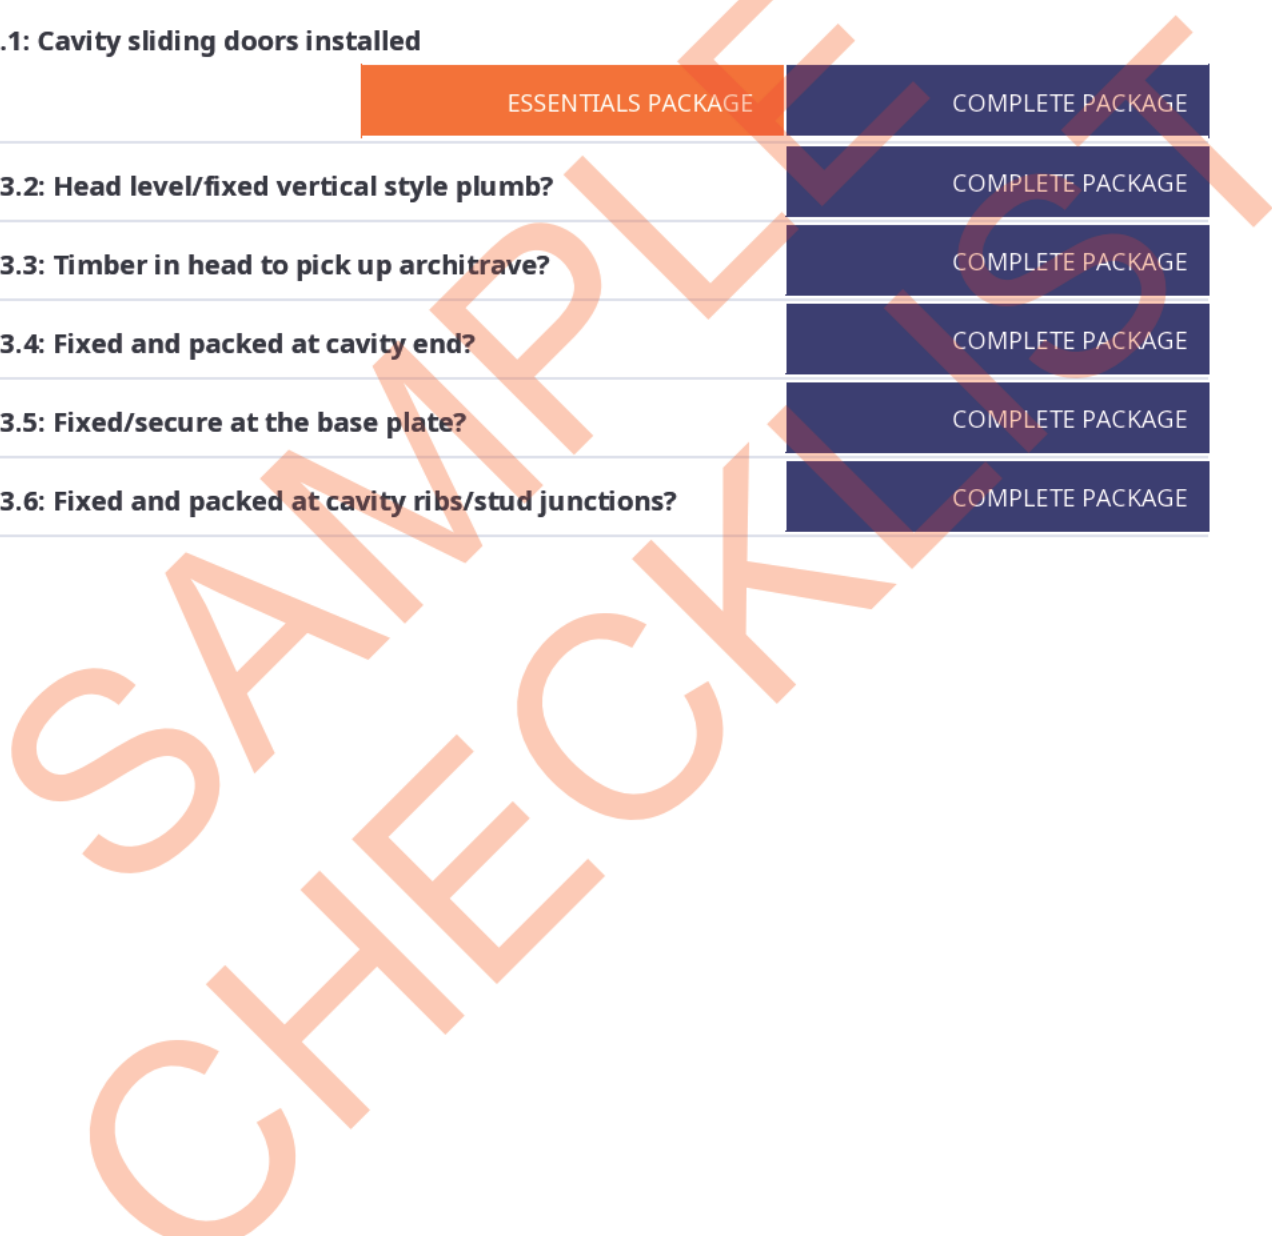 .1: Cavity sliding doors installed
ESSENTIALS PACKAGE COMPLETE PACKAGE
3.2: Head level/fixed vertical style plumb? COMPLETE PACKAGE
3.3: Timber in head to pick up architrave? COMPLETE PACKAGE
3.4: Fixed and packed at cavity end? COMPLETE PACKAGE
3.5: Fixed/secure at the base plate? COMPLETE PACKAGE
3.6: Fixed and packed at cavity ribs/stud junctions? COMPLETE PACKAGE
SAMPLE
CHECKLIST